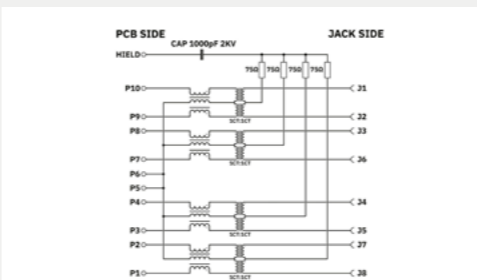 PCB SIDE JACK SIDE
CAP 1000pF 2KV
HIELD
75Ω 75Ω 75Ω 75Ω
P10 J1
P9 J2
1CT:1CT
P8 J3
P7 J6
1CT:1CT
P6
P5
P4 J4
P3 J5
1CT:1CT
P2 J7
P1 J8
1CT:1CT